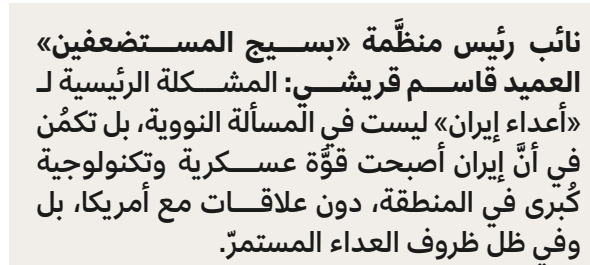 نائب رئيس منظَّمة «بسيج المستضعفين»
العميد قاسم قريشي: المشكلة الرئيسية لـ
«أعداء إيران» ليست في المسألة النووية، بل تكمُن
في أنَّ إيران أصبحت قوَّة عسكرية وتكنولوجية
كُبرى في المنطقة، دون علاقات مع أمريكا، بل
وفي ظل ظروف العداء المستمرّ.